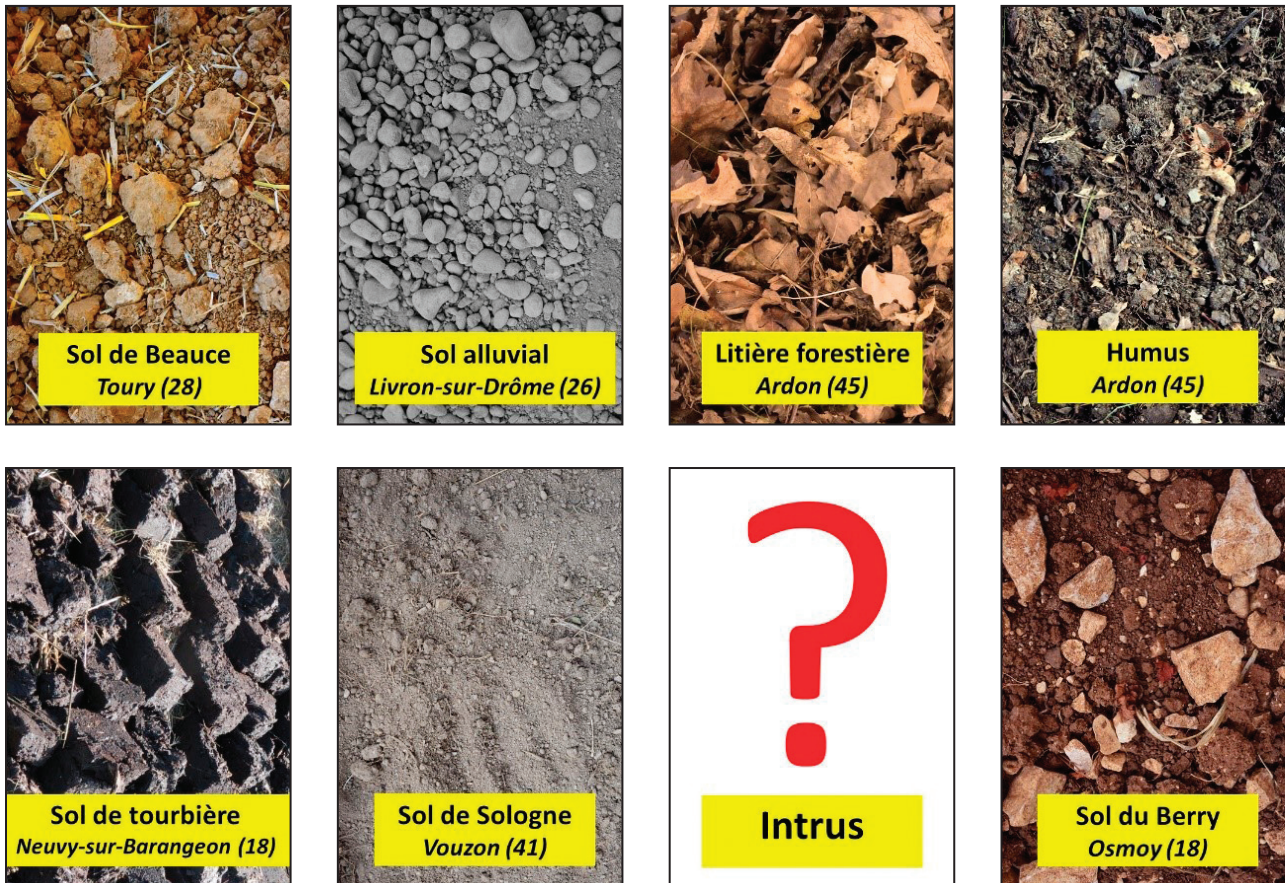 Sol de Beauce
Toury (28)
Sol alluvial
Livron-sur-Drôme (26)
Litière forestière
Ardon (45)
Humus
Ardon (45)
Sol de tourbière
Neuvy-sur-Barangeon (18)
Sol de Sologne
Vouzon (41)
?
Intrus
Sol du Berry
Osmoy (18)